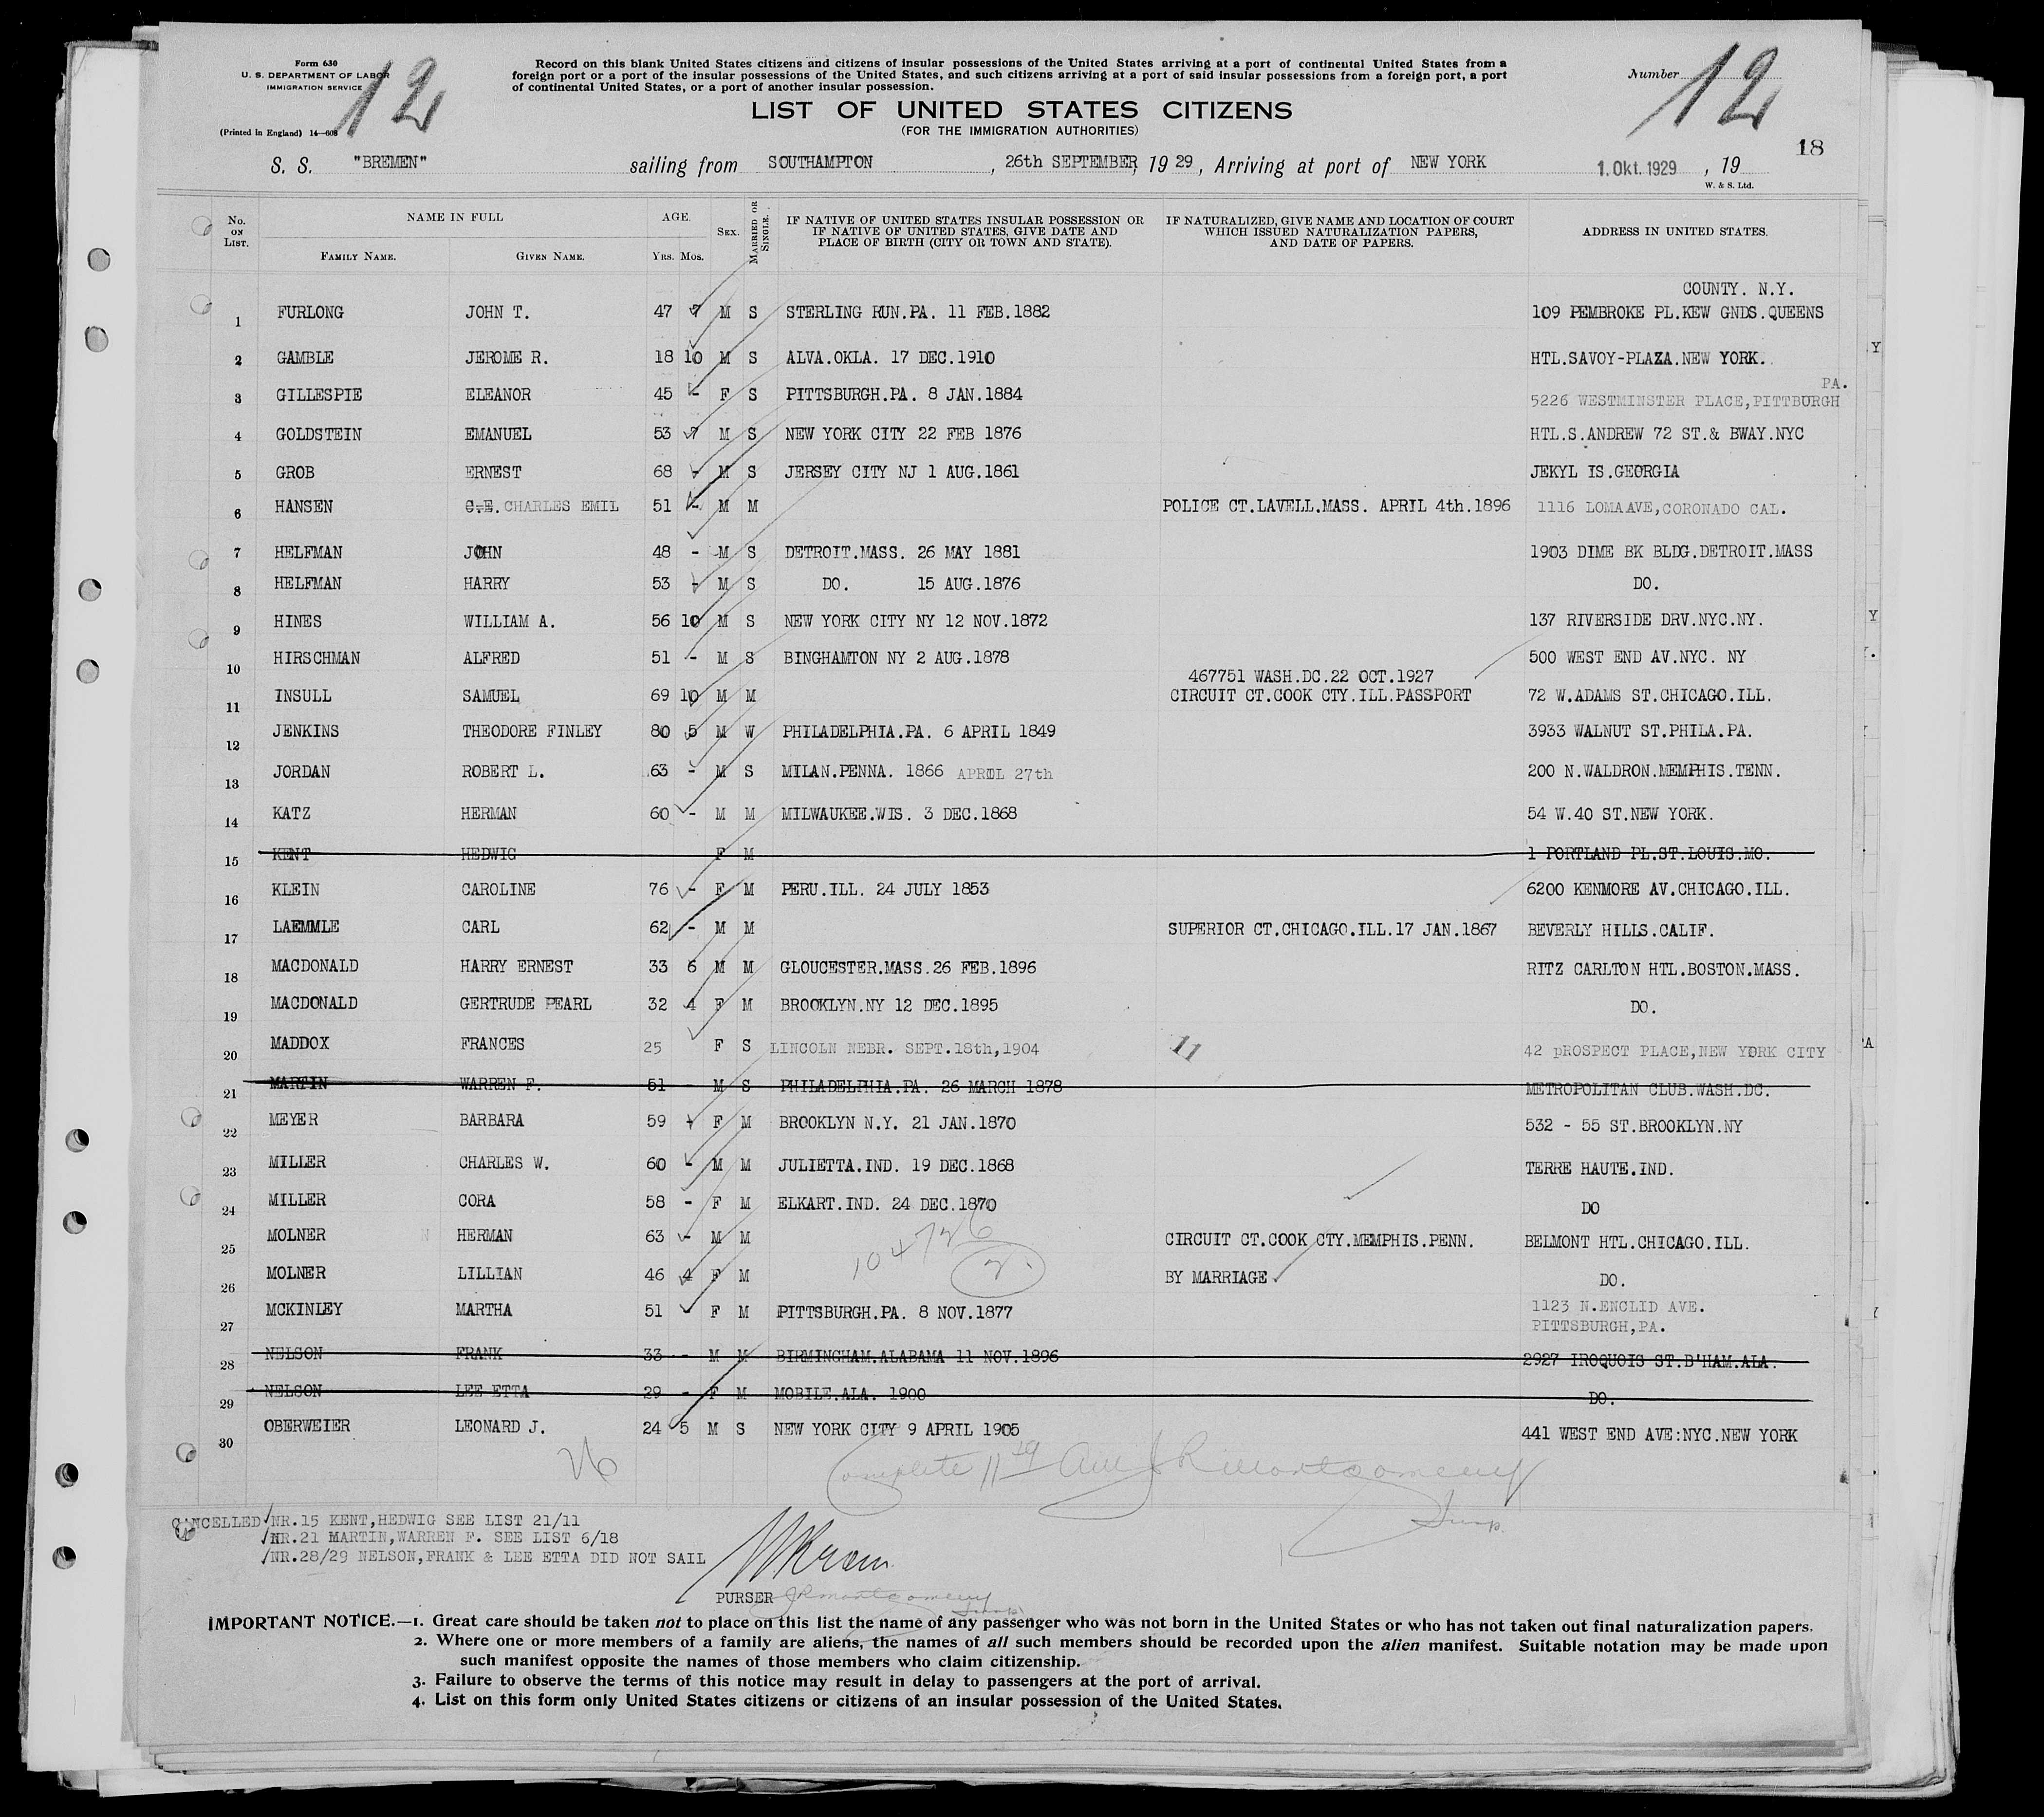 Form 630
U. S. DEPARTMENT OF LABOR
IMMIGRATION SERVICE
(Printed in England) 14—608
12
Record on this blank United States citizens and citizens of insular possessions of the United States arriving at a port of continental United States from a
foreign port or a port of the insular possessions of the United States, and such citizens arriving at a port of said insular possessions from a foreign port, a port
of continental United States, or a port of another insular possession.
LIST OF UNITED STATES CITIZENS
(FOR THE IMMIGRATION AUTHORITIES)
Number 12
18
S. S. "BREMEN" sailing from SOUTHAMPTON, 26th SEPTEMBER, 19 29, Arriving at port of NEW YORK 1. Okt. 1929, 19
W. & S. Ltd.
No. ON LIST. NAME IN FULL AGE. SEX. MARRIED OR SINGLE. IF NATIVE OF UNITED STATES INSULAR POSSESSION OR IF NATIVE OF UNITED STATES, GIVE DATE AND PLACE OF BIRTH (CITY OR TOWN AND STATE). IF NATURALIZED, GIVE NAME AND LOCATION OF COURT WHICH ISSUED NATURALIZATION PAPERS, AND DATE OF PAPERS. ADDRESS IN UNITED STATES.
FAMILY NAME. GIVEN NAME. YRS. MOS.
COUNTY. N.Y.
1 FURLONG JOHN T. 47 7 M S STERLING RUN.PA. 11 FEB.1882 109 PEMBROKE PL.KEW GNDS.QUEENS
2 GAMBLE JEROME R. 18 10 M S ALVA.OKLA. 17 DEC.1910 HTL.SAVOY-PLAZA.NEW YORK.
PA.
3 GILLESPIE ELEANOR 45 - F S PITTSBURGH.PA. 8 JAN.1884 5226 WESTMINSTER PLACE,PITTBURGH
4 GOLDSTEIN EMANUEL 53 7 M S NEW YORK CITY 22 FEB 1876 HTL.S.ANDREW 72 ST.& BWAY.NYC
5 GROB ERNEST 68 - M S JERSEY CITY NJ 1 AUG.1861 JEKYL IS.GEORGIA
6 HANSEN C.E. CHARLES EMIL 51 - M M POLICE CT.LAVELL.MASS. APRIL 4th.1896 1116 LOMAAVE,CORONADO CAL.
7 HELFMAN JOHN 48 - M S DETROIT.MASS. 26 MAY 1881 1903 DIME BK BLDG.DETROIT.MASS
8 HELFMAN HARRY 53 - M S DO. 15 AUG.1876 DO.
9 HINES WILLIAM A. 56 10 M S NEW YORK CITY NY 12 NOV.1872 137 RIVERSIDE DRV.NYC.NY.
10 HIRSCHMAN ALFRED 51 - M S BINGHAMTON NY 2 AUG.1878 500 WEST END AV.NYC. NY
467751 WASH.DC.22 OCT.1927
11 INSULL SAMUEL 69 10 M M CIRCUIT CT.COOK CTY.ILL.PASSPORT 72 W.ADAMS ST.CHICAGO.ILL.
12 JENKINS THEODORE FINLEY 80 5 M W PHILADELPHIA.PA. 6 APRIL 1849 3933 WALNUT ST.PHILA.PA.
13 JORDAN ROBERT L. 63 - M S MILAN.PENNA. 1866 APRIL 27th 200 N.WALDRON.MEMPHIS.TENN.
14 KATZ HERMAN 60 - M M MILWAUKEE.WIS. 3 DEC.1868 54 W.40 ST.NEW YORK.
15 KENT HEDWIG F M 1 PORTLAND PL.ST.LOUIS.MO.
16 KLEIN CAROLINE 76 - F M PERU.ILL. 24 JULY 1853 6200 KENMORE AV.CHICAGO.ILL.
17 LAEMMLE CARL 62 - M M SUPERIOR CT.CHICAGO.ILL.17 JAN.1867 BEVERLY HILLS.CALIF.
18 MACDONALD HARRY ERNEST 33 6 M M GLOUCESTER.MASS.26 FEB.1896 RITZ CARLTON HTL.BOSTON.MASS.
19 MACDONALD GERTRUDE PEARL 32 4 F M BROOKLYN.NY 12 DEC.1895 DO.
20 MADDOX FRANCES 25 F S LINCOLN NEBR. SEPT.18th,1904 11 42 pROSPECT PLACE,NEW YORK CITY
21 MARTIN WARREN F. 51 - M S PHILADELPHIA.PA. 26 MARCH 1878 METROPOLITAN CLUB.WASH.DC.
22 MEYER BARBARA 59 - F M BROOKLYN N.Y. 21 JAN.1870 532 - 55 ST.BROOKLYN.NY
23 MILLER CHARLES W. 60 - M M JULIETTA.IND. 19 DEC.1868 TERRE HAUTE.IND.
24 MILLER CORA 58 - F M ELKART.IND. 24 DEC.1870 DO
25 MOLNER HERMAN 63 - M M CIRCUIT CT.COOK CTY.MEMPHIS.PENN. BELMONT HTL.CHICAGO.ILL.
104726
26 MOLNER LILLIAN 46 4 F M BY MARRIAGE DO.
27 MCKINLEY MARTHA 51 - F M PITTSBURGH.PA. 8 NOV.1877 1123 N.ENCLID AVE.
PITTSBURGH,PA.
28 NELSON FRANK 33 - M M BIRMINGHAM.ALABAMA 11 NOV.1896 2927 IROQUOIS ST.B'HAM.ALA.
29 NELSON LEE ETTA 29 - F M MOBILE.ALA. 1900 DO.
30 OBERWEIER LEONARD J. 24 5 M S NEW YORK CITY 9 APRIL 1905 441 WEST END AVE:NYC.NEW YORK
26
Complete 11 29 AM JR Montgomery
Insp.
CANCELLED /NR.15 KENT,HEDWIG SEE LIST 21/11
/NR.21 MARTIN,WARREN F. SEE LIST 6/18
/NR.28/29 NELSON,FRANK & LEE ETTA DID NOT SAIL
PURSER JR Montgomery
IMPORTANT NOTICE.—1. Great care should be taken not to place on this list the name of any passenger who was not born in the United States or who has not taken out final naturalization papers.
2. Where one or more members of a family are aliens, the names of all such members should be recorded upon the alien manifest. Suitable notation may be made upon
such manifest opposite the names of those members who claim citizenship.
3. Failure to observe the terms of this notice may result in delay to passengers at the port of arrival.
4. List on this form only United States citizens or citizens of an insular possession of the United States.